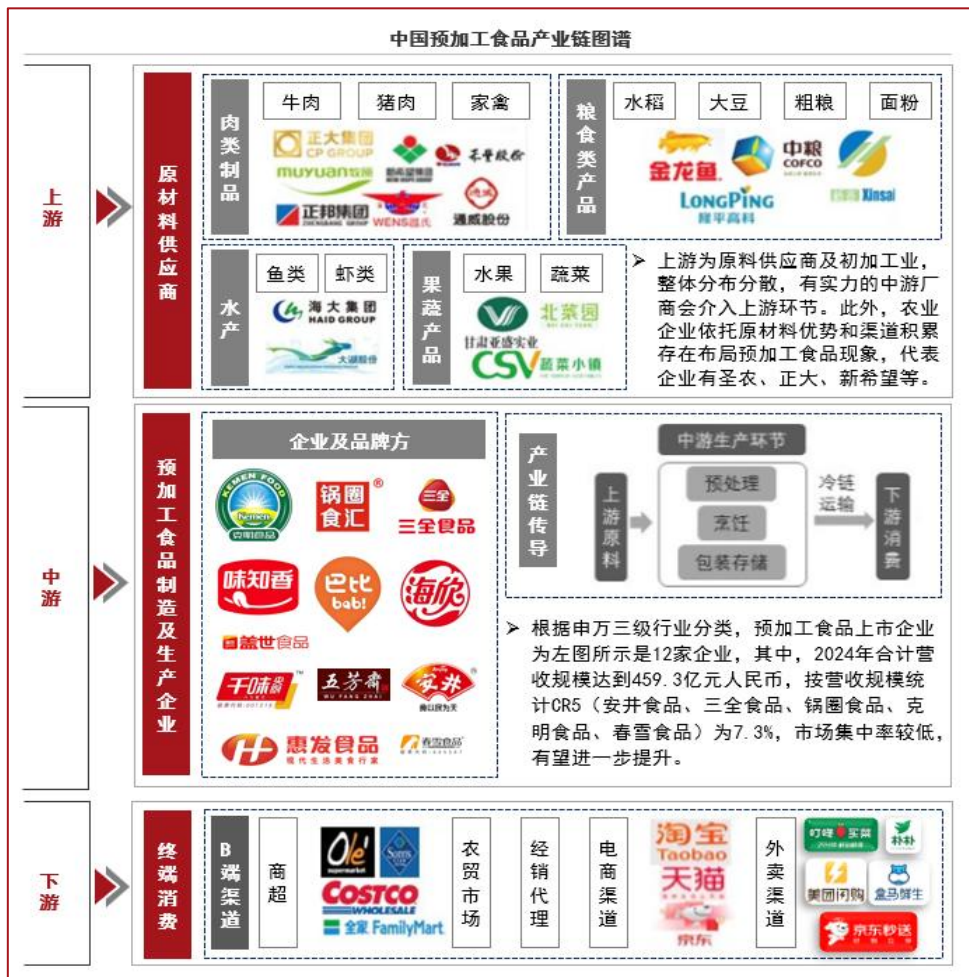 中国预加工食品产业链图谱
上游
原材料供应商
肉类制品
牛肉
猪肉
家禽
正大集团
CP GROUP
muyuan牧原
新希望集团
禾丰股份
正邦集团
ZHENGBANG GROUP
WENS温氏
通威股份
粮食类产品
水稻
大豆
粗粮
面粉
金龙鱼
中粮
COFCO
LONGPING
隆平高科
Xinsai
水产
鱼类
虾类
海大集团
HAID GROUP
大湖股份
果蔬产品
水果
蔬菜
北菜园
甘肃亚盛实业
CSV蔬菜小镇
➢ 上游为原料供应商及初加工业，
整体分布分散，有实力的中游厂
商会介入上游环节。此外，农业
企业依托原材料优势和渠道积累
存在布局预加工食品现象，代表
企业有圣农、正大、新希望等。
中游
预加工食品制造及生产企业
企业及品牌方
KEMEN FOOD
Kemen
克明食品
锅圈®
食汇
三全
三全食品
味知香
巴比
babi
海欣
盖世食品
千味央厨™
五芳斋
WU FANG ZHAI
安井®
惠发食品
现代生活美食行家
春雪食品
产业链传导
中游生产环节
上游原料
预处理
烹饪
包装存储
冷链
运输
下游消费
➢ 根据申万三级行业分类，预加工食品上市企业
为左图所示是12家企业，其中，2024年合计营
收规模达到459.3亿元人民币，按营收规模统
计CR5（安井食品、三全食品、锅圈食品、克
明食品、春雪食品）为7.3%，市场集中率较低，
有望进一步提升。
下游
终端消费
B端渠道
商超
Olé
supermarket
Sam's
CLUB
COSTCO
WHOLESALE
全家 FamilyMart
农贸市场
经销代理
电商渠道
淘宝
Taobao
天猫
京东
外卖渠道
叮咚买菜
朴朴
美团闪购
盒马鲜生
京东秒送